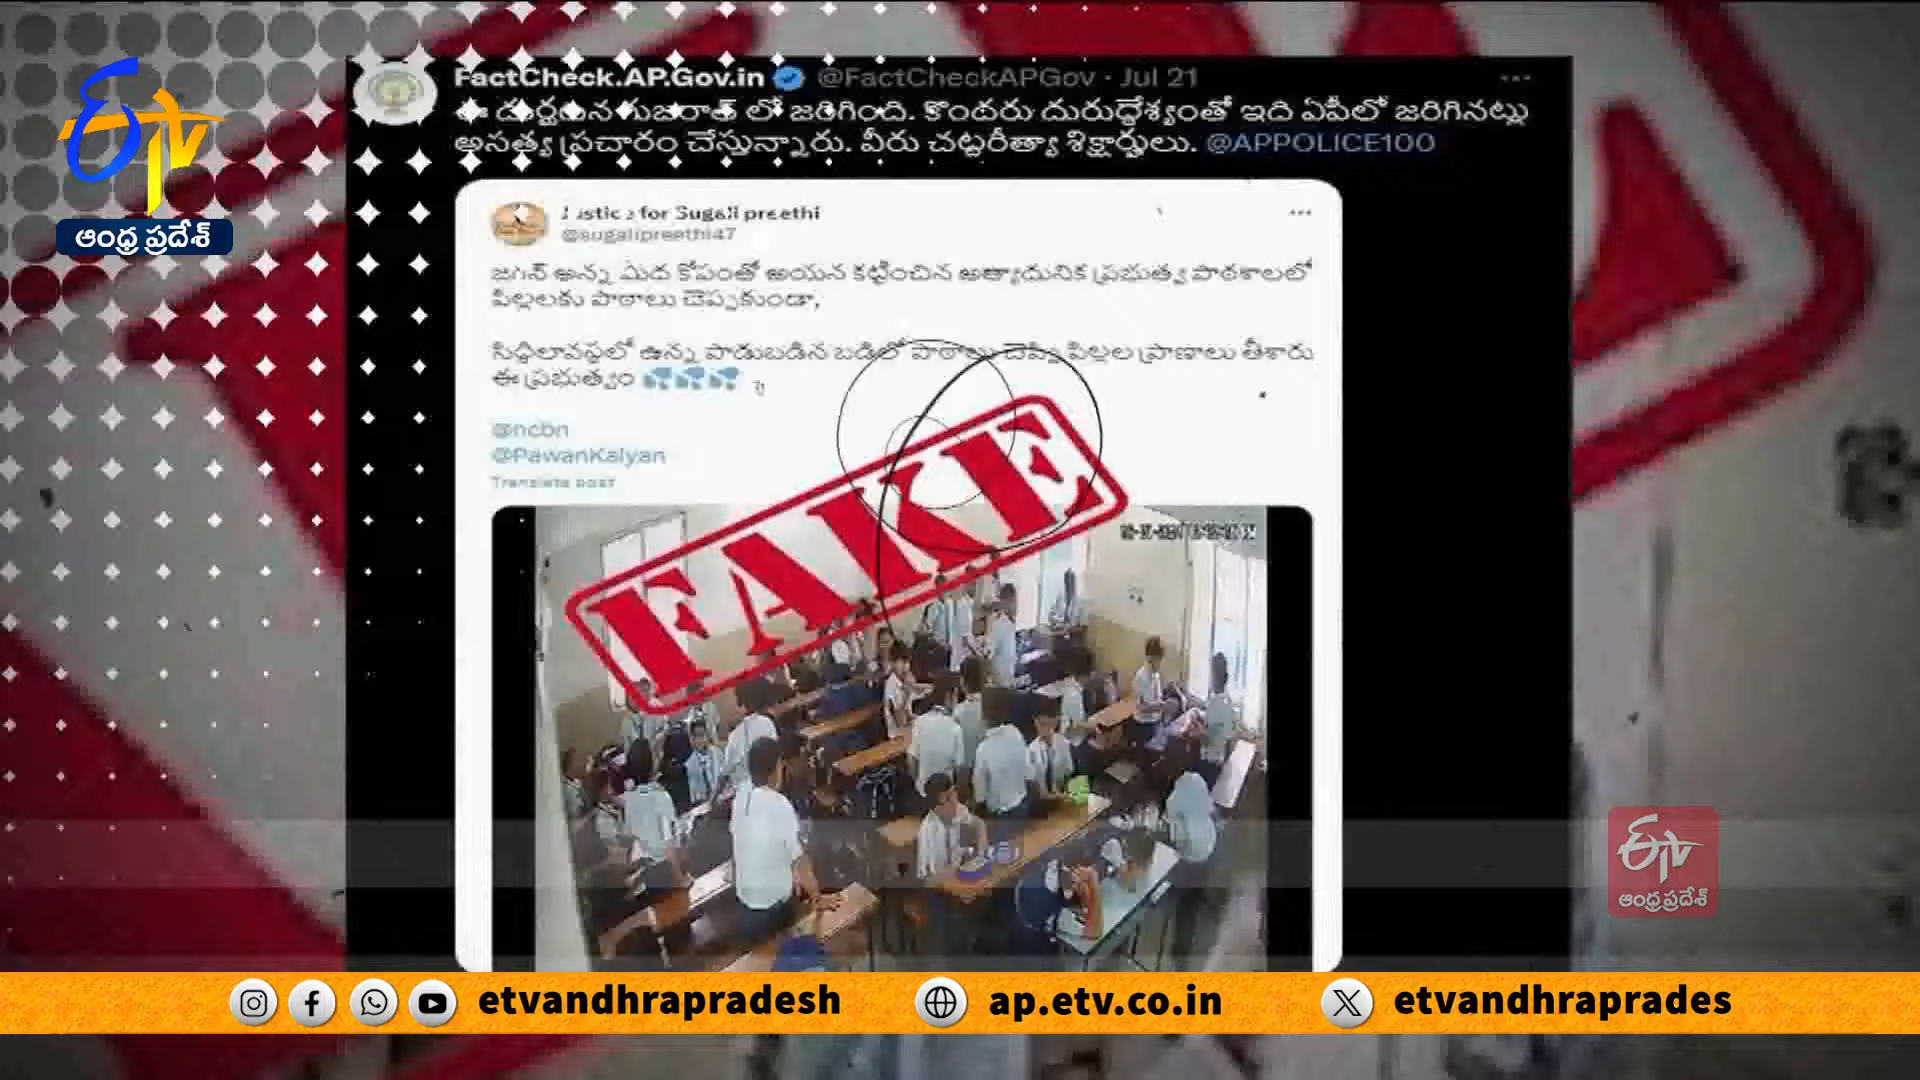 ETV
ఆంధ్ర ప్రదేశ్
FactCheck.AP.Gov.in @FactCheckAPGov · Jul 21
ఈ దుర్ఘటన గుజరాత్ లో జరిగింది. కొందరు దురుద్దేశ్యంతో ఇది ఏపీలో జరిగినట్లు
అసత్య ప్రచారం చేస్తున్నారు. వీరు చట్టరీత్యా శిక్షార్హులు. @APPOLICE100
Justice for Sugali preethi
@sugalipreethi47
జగన్ అన్న మీద కోపంతో ఆయన కట్టించిన అత్యాధునిక ప్రభుత్వ పాఠశాలలో
పిల్లలకు పాఠాలు చెప్పకుండా,
సిధిలావస్థలో ఉన్న పాడుబడిన బడిలో పాఠాలు చెప్పి పిల్లల ప్రాణాలు తీశారు
ఈ ప్రభుత్వం
@ncbn
@PawanKalyan
Translate post
FAKE
ETV
ఆంధ్రప్రదేశ్
etvandhrapradesh
ap.etv.co.in
etvandhraprades